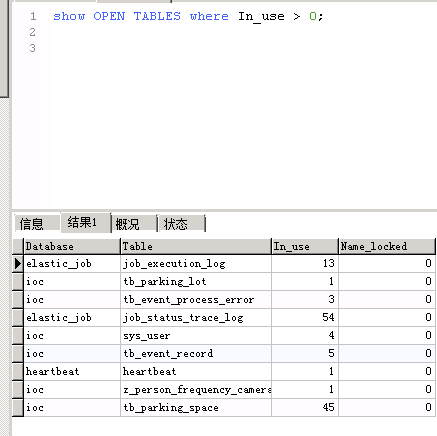 1 show OPEN TABLES where In_use > 0;
2
3
信息 结果1 概况 状态
Database Table In_use Name_locked
elastic_job job_execution_log 13 0
ioc tb_parking_lot 1 0
ioc tb_event_process_error 3 0
elastic_job job_status_trace_log 54 0
ioc sys_user 4 0
ioc tb_event_record 5 0
heartbeat heartbeat 1 0
ioc z_person_frequency_camera 1 0
ioc tb_parking_space 45 0